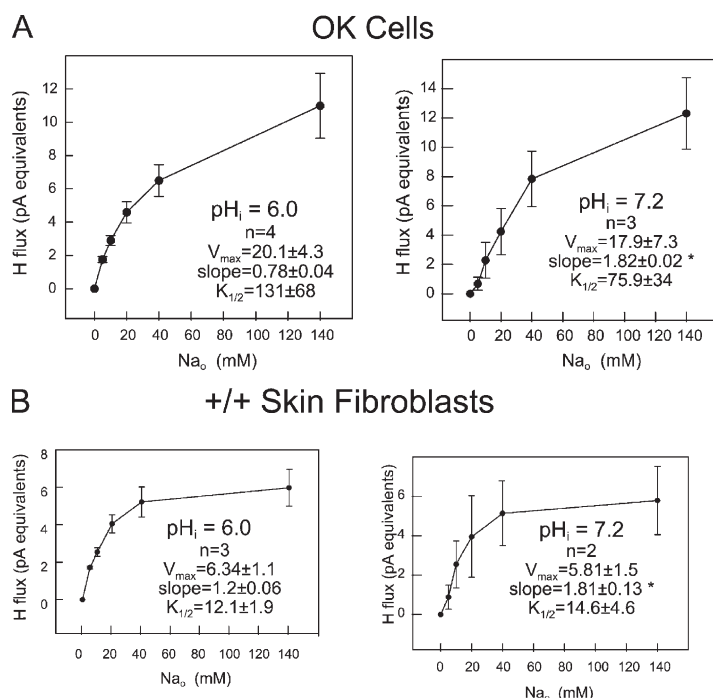 A
OK Cells
H flux (pA equivalents)
12
10
8
6
4
2
0
pHi = 6.0
n=4
Vmax=20.1±4.3
slope=0.78±0.04
K1/2=131±68
0 20 40 60 80 100 120 140
Nao (mM)
H flux (pA equivalents)
14
12
10
8
6
4
2
0
pHi = 7.2
n=3
Vmax=17.9±7.3
slope=1.82±0.02 *
K1/2=75.9±34
0 20 40 60 80 100 120 140
Nao (mM)
B
+/+ Skin Fibroblasts
H flux (pA equivalents)
8
6
4
2
0
pHi = 6.0
n=3
Vmax=6.34±1.1
slope=1.2±0.06
K1/2=12.1±1.9
0 20 40 60 80 100 120 140
Nao (mM)
H flux (pA equivalents)
6
4
2
0
pHi = 7.2
n=2
Vmax=5.81±1.5
slope=1.81±0.13 *
K1/2=14.6±4.6
0 20 40 60 80 100 120 140
Nao (mM)